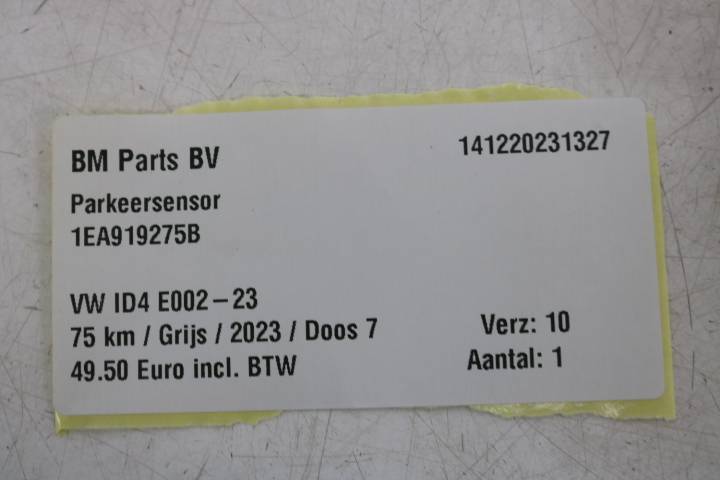 BM Parts BV 141220231327
Parkeersensor
1EA919275B
VW ID4 E002-23
75 km / Grijs / 2023 / Doos 7 Verz: 10
49.50 Euro incl. BTW Aantal: 1